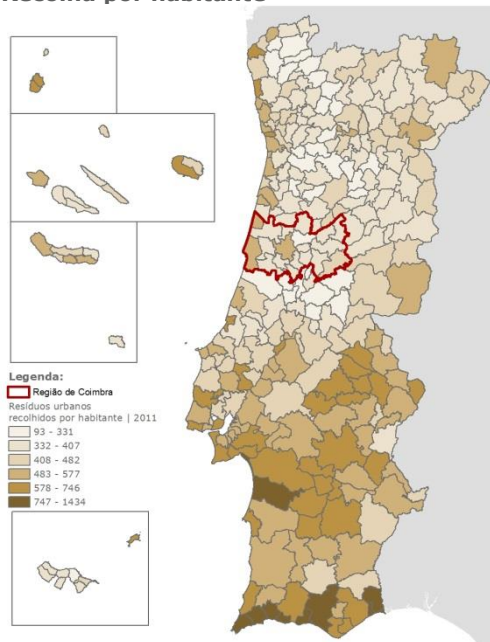 Recolha por habitante
Legenda:
Região de Coimbra
Resíduos urbanos
recolhidos por habitante | 2011
93 - 331
332 - 407
408 - 482
483 - 577
578 - 746
747 - 1434